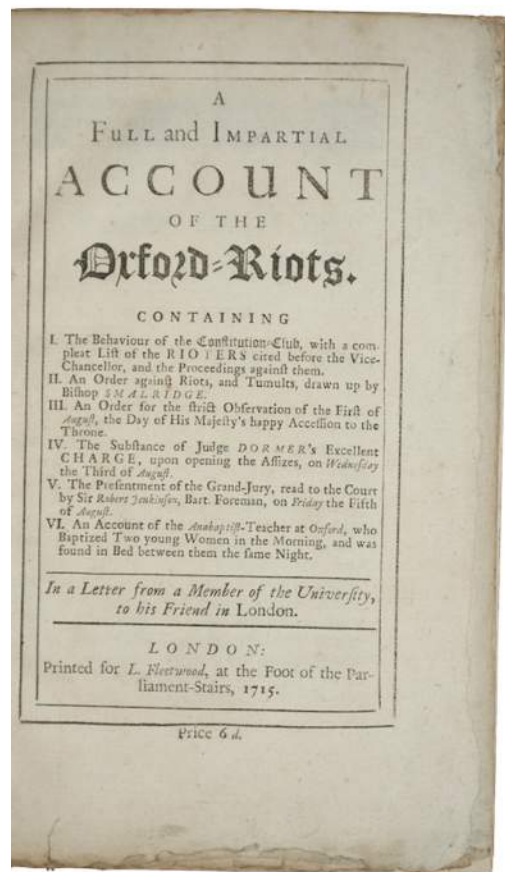 A
FULL and IMPARTIAL
ACCOUNT
OF THE
Oxford-Riots.
CONTAINING
I. The Behaviour of the Conſtitution-Club, with a com-
pleat Liſt of the RIOTERS cited before the Vice-
Chancellor, and the Proceedings againſt them.
II. An Order againſt Riots, and Tumults, drawn up by
Biſhop SMALRIDGE.
III. An Order for the ſtrict Obſervation of the Firſt of
Auguſt, the Day of His Majeſty's happy Acceſſion to the
Throne.
IV. The Subſtance of Judge DORMER's Excellent
CHARGE, upon opening the Aſſizes, on Wedneſday
the Third of Auguſt.
V. The Preſentment of the Grand-Jury, read to the Court
by Sir Robert Jenkinſon, Bart. Foreman, on Friday the Fifth
of Auguſt.
VI. An Account of the Anabaptiſt-Teacher at Oxford, who
Baptized Two young Women in the Morning, and was
found in Bed between them the ſame Night.
In a Letter from a Member of the Univerſity,
to his Friend in London.
LONDON:
Printed for L. Fleetwood, at the Foot of the Par-
liament-Stairs, 1715.
Price 6 d.